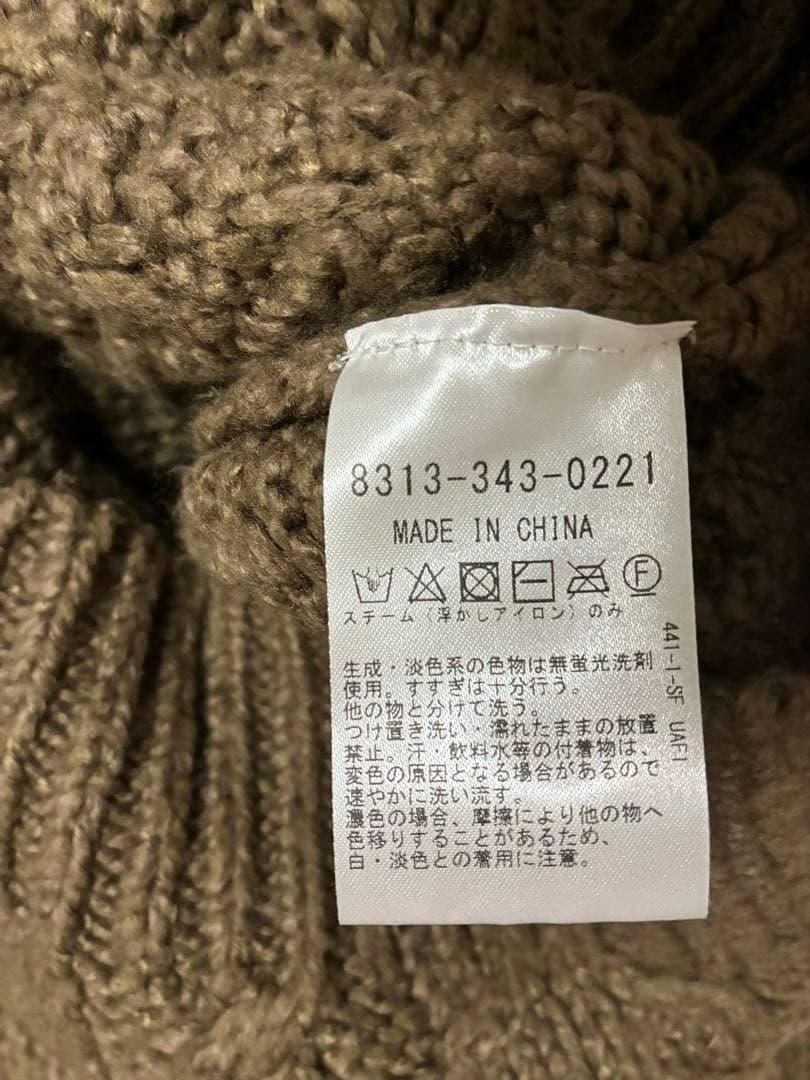 8313-343-0221
MADE IN CHINA
F
スチーム（浮かしアイロン）のみ
生成・淡色系の色物は無蛍光洗剤
使用。すすぎは十分行う。
他の物と分けて洗う。
つけ置き洗い・濡れたままの放置
禁止。汗・飲料水等の付着物は、
変色の原因となる場合があるので
速やかに洗い流す。
濃色の場合、摩擦により他の物へ
色移りすることがあるため、
白・淡色との着用に注意。
441-1-SF UAF1